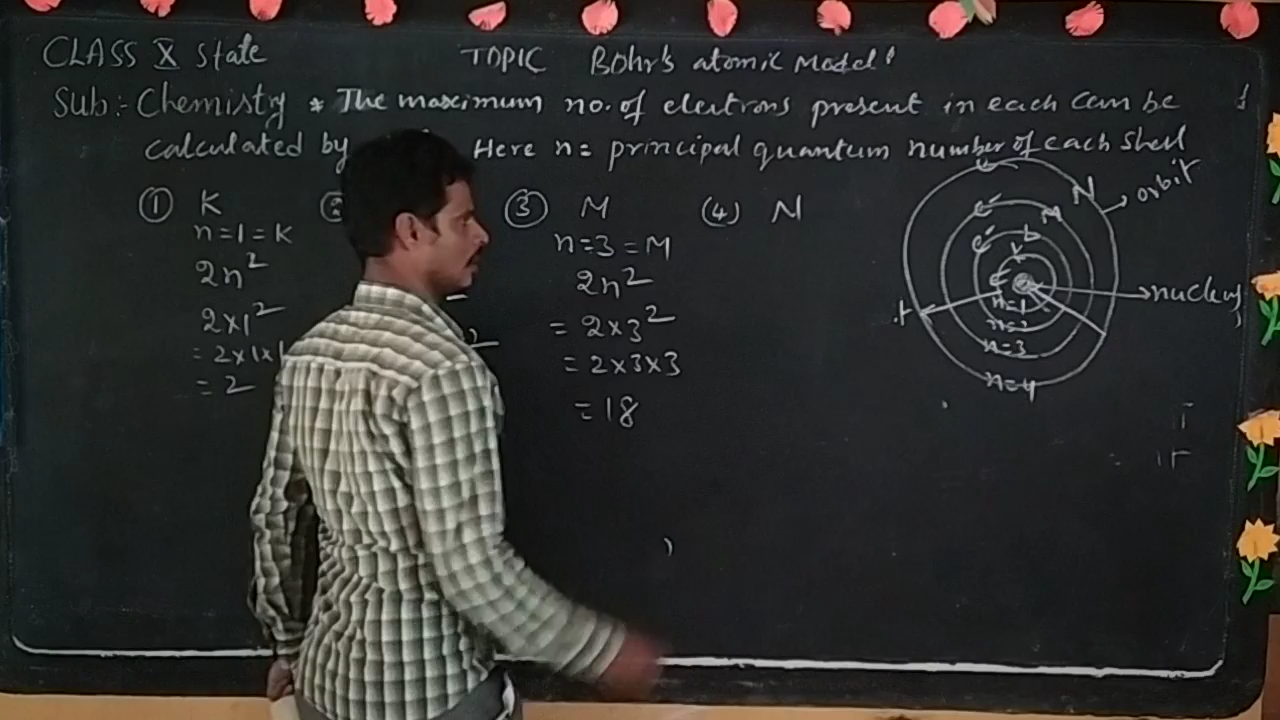 CLASS X State
TOPIC Bohr's atomic Model
Sub:- Chemistry * The maximum no. of electrons present in each can be
calculated by Here n= principal quantum number of each shell
① K
n=1=K
2n²
2×1²
=2×1×1
=2
③ M
n=3=M
2n²
=2×3²
=2×3×3
=18
(4) N
N
M
L
K
n=1
n=2
n=3
n=4
orbit
nucleus